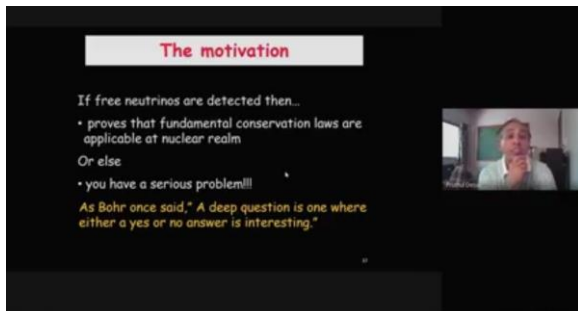 The motivation
If free neutrinos are detected then...
• proves that fundamental conservation laws are
applicable at nuclear realm
Or else
• you have a serious problem!!!
As Bohr once said," A deep question is one where
either a yes or no answer is interesting."